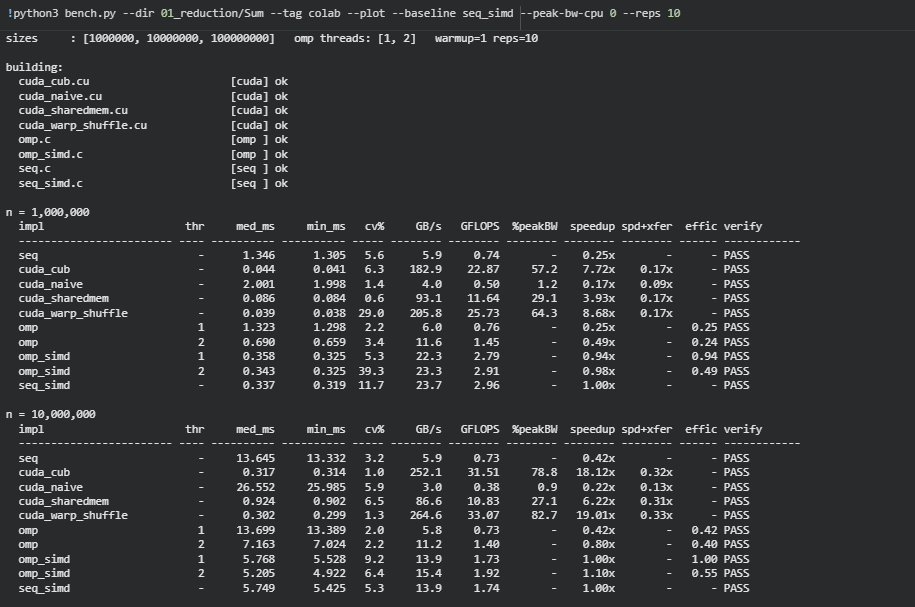 !python3 bench.py --dir 01_reduction/Sum --tag colab --plot --baseline seq_simd --peak-bw-cpu 0 --reps 10
sizes     : [1000000, 10000000, 100000000]   omp threads: [1, 2]   warmup=1 reps=10
building:
  cuda_cub.cu                      [cuda] ok
  cuda_naive.cu                    [cuda] ok
  cuda_sharedmem.cu                [cuda] ok
  cuda_warp_shuffle.cu             [cuda] ok
  omp.c                            [omp ] ok
  omp_simd.c                       [omp ] ok
  seq.c                            [seq ] ok
  seq_simd.c                       [seq ] ok
n = 1,000,000
  impl                      thr     med_ms     min_ms   cv%     GB/s   GFLOPS  %peakBW  speedup spd+xfer  effic verify
  ----------------------- ---- ---------- ---------- ----- -------- -------- -------- -------- -------- ------ ------------
  seq                         -      1.346      1.305   5.6      5.9     0.74        -    0.25x        -      - PASS
  cuda_cub                    -      0.044      0.041   6.3    182.9    22.87     57.2    7.72x    0.17x      - PASS
  cuda_naive                  -      2.001      1.998   1.4      4.0     0.50      1.2    0.17x    0.09x      - PASS
  cuda_sharedmem              -      0.086      0.084   0.6     93.1    11.64     29.1    3.93x    0.17x      - PASS
  cuda_warp_shuffle           -      0.039      0.038  29.0    205.8    25.73     64.3    8.68x    0.17x      - PASS
  omp                         1      1.323      1.298   2.2      6.0     0.76        -    0.25x        -   0.25 PASS
  omp                         2      0.690      0.659   3.4     11.6     1.45        -    0.49x        -   0.24 PASS
  omp_simd                    1      0.358      0.325   5.3     22.3     2.79        -    0.94x        -   0.94 PASS
  omp_simd                    2      0.343      0.325  39.3     23.3     2.91        -    0.98x        -   0.49 PASS
  seq_simd                    -      0.337      0.319  11.7     23.7     2.96        -    1.00x        -      - PASS
n = 10,000,000
  impl                      thr     med_ms     min_ms   cv%     GB/s   GFLOPS  %peakBW  speedup spd+xfer  effic verify
  ----------------------- ---- ---------- ---------- ----- -------- -------- -------- -------- -------- ------ ------------
  seq                         -     13.645     13.332   3.2      5.9     0.73        -    0.42x        -      - PASS
  cuda_cub                    -      0.317      0.314   1.0    252.1    31.51     78.8   18.12x    0.32x      - PASS
  cuda_naive                  -     26.552     25.985   5.9      3.0     0.38      0.9    0.22x    0.13x      - PASS
  cuda_sharedmem              -      0.924      0.902   6.5     86.6    10.83     27.1    6.22x    0.31x      - PASS
  cuda_warp_shuffle           -      0.302      0.299   1.3    264.6    33.07     82.7   19.01x    0.33x      - PASS
  omp                         1     13.699     13.389   2.0      5.8     0.73        -    0.42x        -   0.42 PASS
  omp                         2      7.163      7.024   2.2     11.2     1.40        -    0.80x        -   0.40 PASS
  omp_simd                    1      5.768      5.528   9.2     13.9     1.73        -    1.00x        -   1.00 PASS
  omp_simd                    2      5.205      4.922   6.4     15.4     1.92        -    1.10x        -   0.55 PASS
  seq_simd                    -      5.749      5.425   5.3     13.9     1.74        -    1.00x        -      - PASS